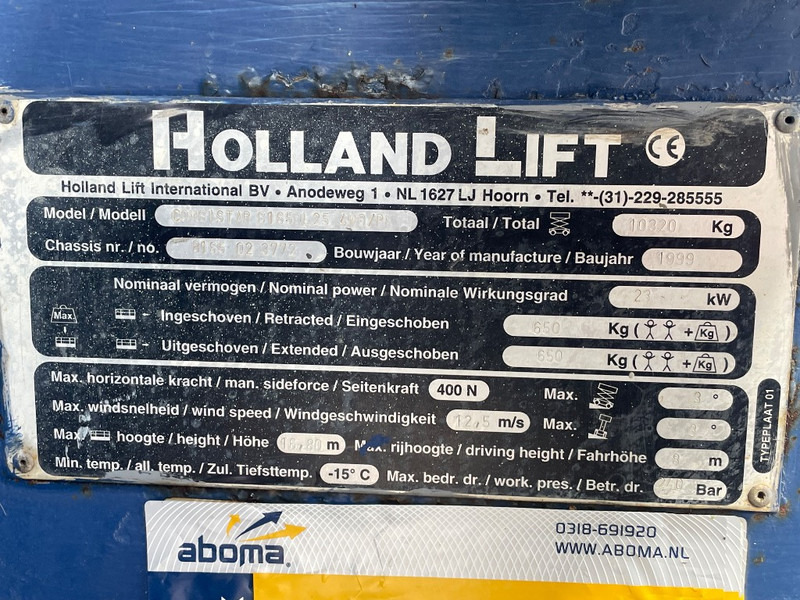 HOLLAND LIFT CE
Holland Lift International BV • Anodeweg 1 • NL 1627 LJ Hoorn • Tel. **-(31)-229-285555
Model / Modell Totaal / Total 10320 Kg
Chassis nr. / no. Bouwjaar / Year of manufacture / Baujahr 1999
Nominaal vermogen / Nominal power / Nominale Wirkungsgrad kW
Max. Ingeschoven / Retracted / Eingeschoben 650 Kg ( + Kg )
- Uitgeschoven / Extended / Ausgeschoben 650 Kg ( + Kg )
Max. horizontale kracht / man. sideforce / Seitenkraft 400 N Max. 3 °
Max. windsnelheid / wind speed / Windgeschwindigkeit 12,5 m/s Max. °
Max. hoogte / height / Höhe m Max. rijhoogte / driving height / Fahrhöhe m
Min. temp. / all. temp. / Zul. Tiefsttemp. -15° C Max. bedr. dr. / work. pres. / Betr. dr. Bar
TYPEPLAAT 01
aboma
0318-691920
WWW.ABOMA.NL